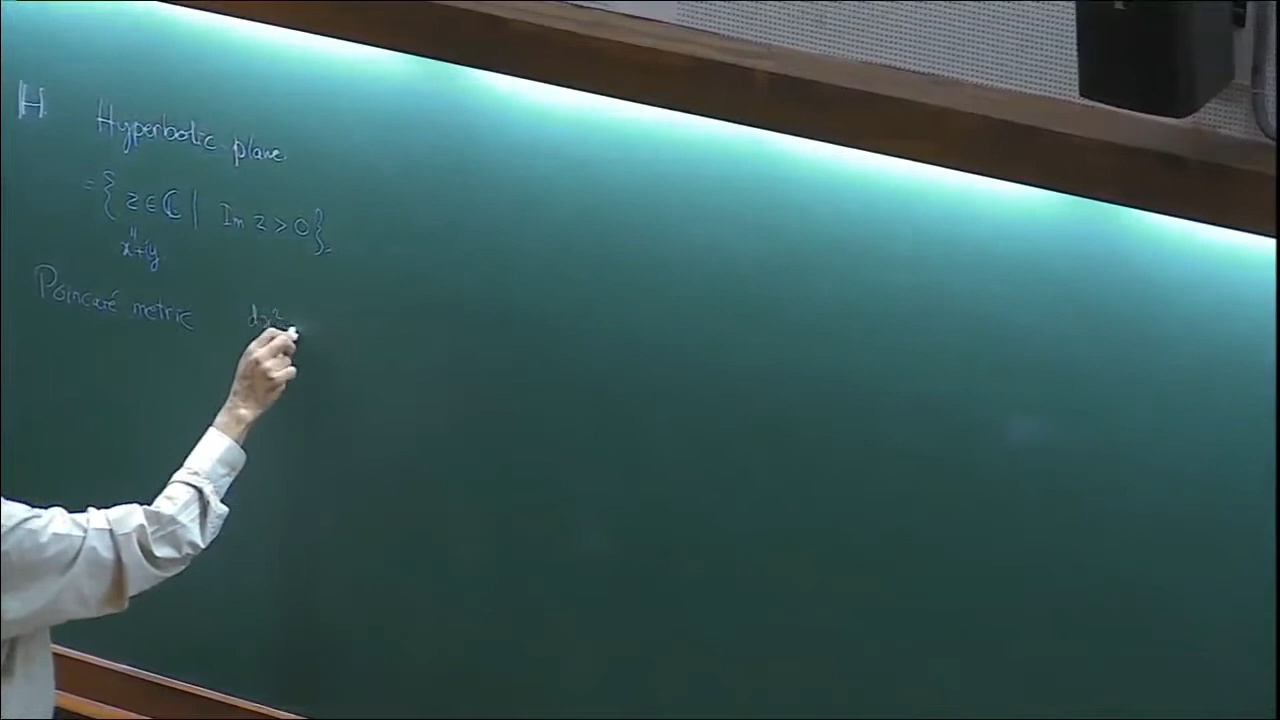 ℍ Hyperbolic plane
= { z ∈ ℂ | Im z > 0 }.
x+iy
Poincaré metric dx²